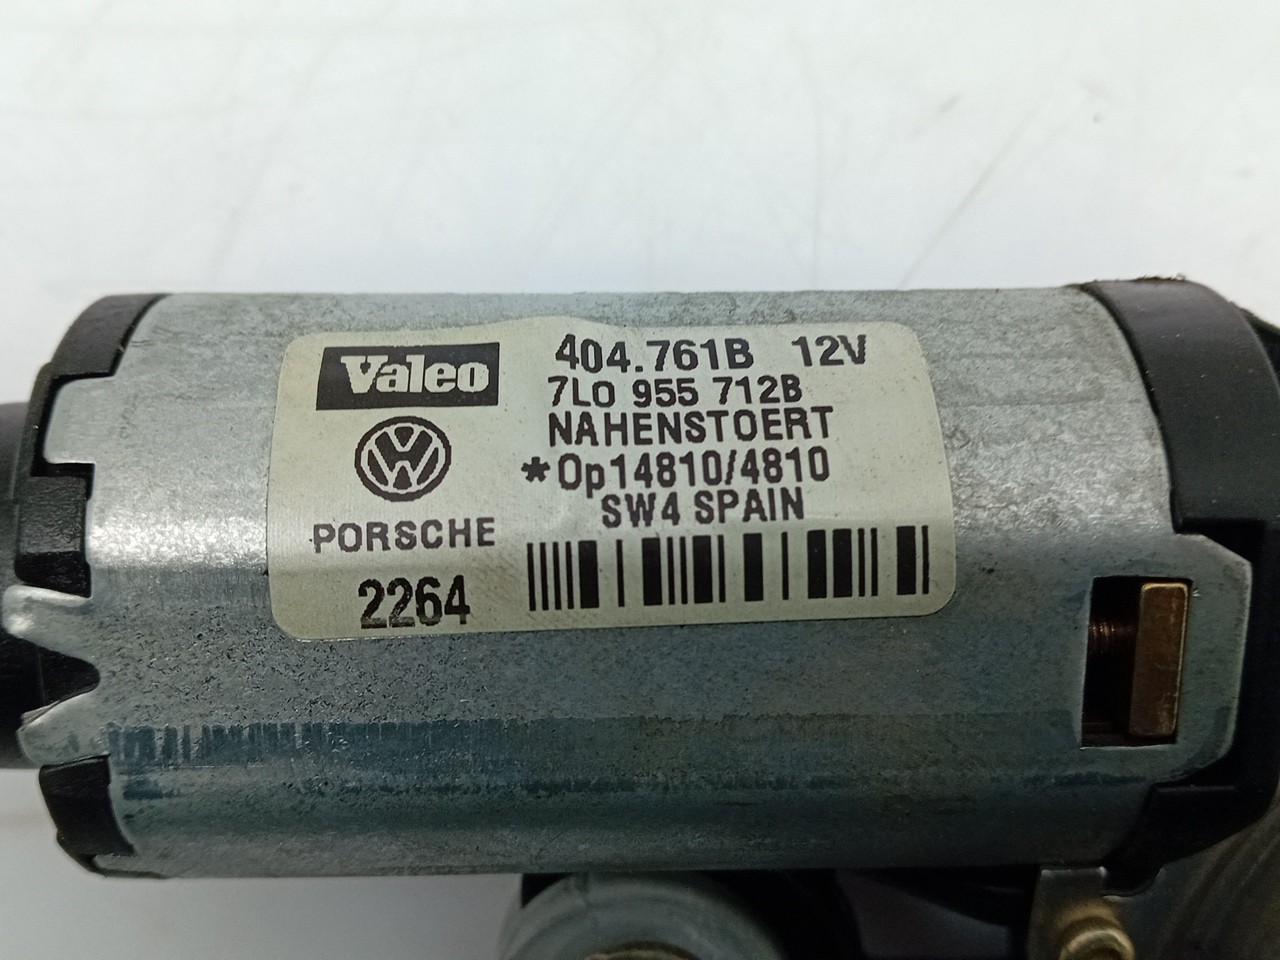 Valeo
404.761B 12V
7L0 955 712B
NAHENSTOERT
*Op14810/4810
SW4 SPAIN
PORSCHE
2264